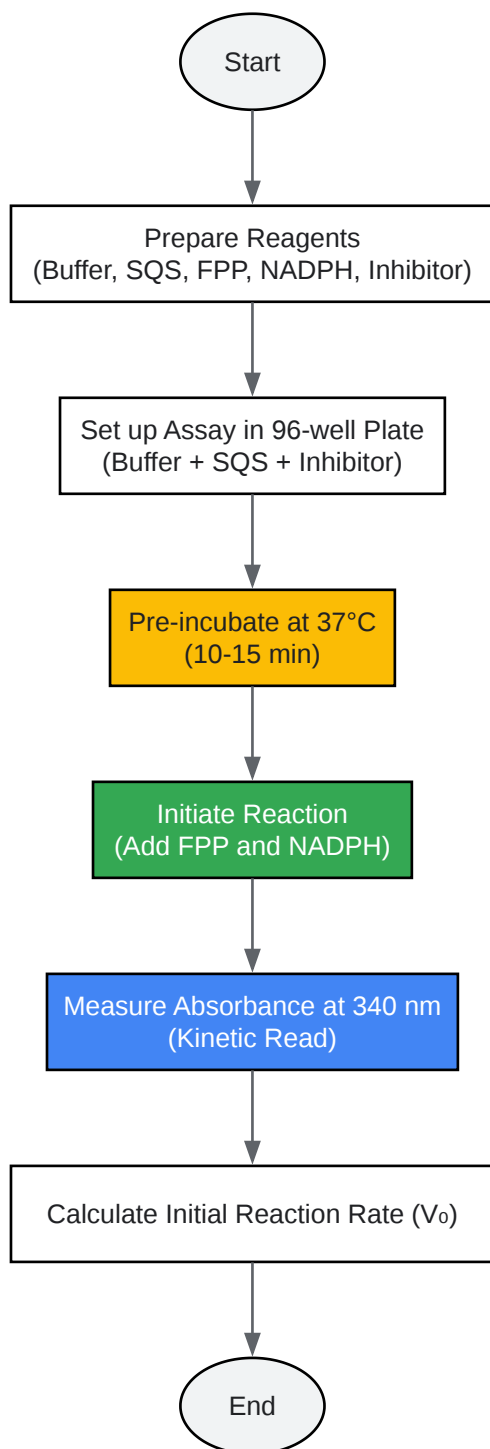 Start
Prepare Reagents
(Buffer, SQS, FPP, NADPH, Inhibitor)
Set up Assay in 96-well Plate
(Buffer + SQS + Inhibitor)
Pre-incubate at 37°C
(10-15 min)
Initiate Reaction
(Add FPP and NADPH)
Measure Absorbance at 340 nm
(Kinetic Read)
Calculate Initial Reaction Rate (V₀)
End